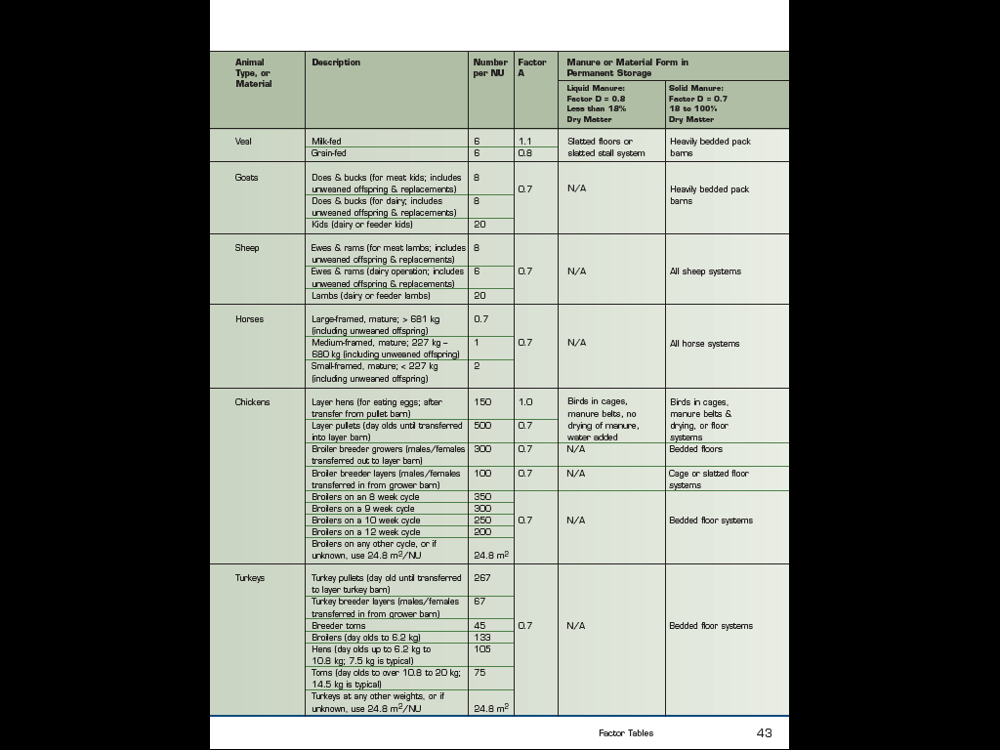 Animal Type, or Material | Description | Number per NU | Factor A | Manure or Material Form in Permanent Storage
Liquid Manure: Factor D = 0.8 Less than 18% Dry Matter | Solid Manure: Factor D = 0.7 18 to 100% Dry Matter
Veal | Milk-fed | 6 | 1.1 | Slatted floors or | Heavily bedded pack
Grain-fed | 6 | 0.8 | slatted stall system | barns
Goats | Does & bucks (for meat kids; includes | 8
unweaned offspring & replacements) | 0.7 | N/A | Heavily bedded pack
Does & bucks (for dairy; includes | 8 | barns
unweaned offspring & replacements)
Kids (dairy or feeder kids) | 20
Sheep | Ewes & rams (for meat lambs; includes | 8
unweaned offspring & replacements)
Ewes & rams (dairy operation; includes | 6 | 0.7 | N/A | All sheep systems
unweaned offspring & replacements)
Lambs (dairy or feeder lambs) | 20
Horses | Large-framed, mature; > 681 kg | 0.7
(including unweaned offspring)
Medium-framed, mature; 227 kg – | 1 | 0.7 | N/A | All horse systems
680 kg (including unweaned offspring)
Small-framed, mature; < 227 kg | 2
(including unweaned offspring)
Chickens | Layer hens (for eating eggs; after | 150 | 1.0 | Birds in cages, | Birds in cages,
transfer from pullet barn) | manure belts, no | manure belts &
Layer pullets (day olds until transferred | 500 | 0.7 | drying of manure, | drying, or floor
into layer barn) | water added | systems
Broiler breeder growers (males/females | 300 | 0.7 | N/A | Bedded floors
transferred out to layer barn)
Broiler breeder layers (males/females | 100 | 0.7 | N/A | Cage or slatted floor
transferred in from grower barn) | systems
Broilers on an 8 week cycle | 350
Broilers on a 9 week cycle | 300
Broilers on a 10 week cycle | 250 | 0.7 | N/A | Bedded floor systems
Broilers on a 12 week cycle | 200
Broilers on any other cycle, or if
unknown, use 24.8 m²/NU | 24.8 m²
Turkeys | Turkey pullets (day old until transferred | 267
to layer turkey barn)
Turkey breeder layers (males/females | 67
transferred in from grower barn)
Breeder toms | 45 | 0.7 | N/A | Bedded floor systems
Broilers (day olds to 6.2 kg) | 133
Hens (day olds up to 6.2 kg to | 105
10.8 kg; 7.5 kg is typical)
Toms (day olds to over 10.8 to 20 kg; | 75
14.5 kg is typical)
Turkeys at any other weights, or if
unknown, use 24.8 m²/NU | 24.8 m²
Factor Tables 43